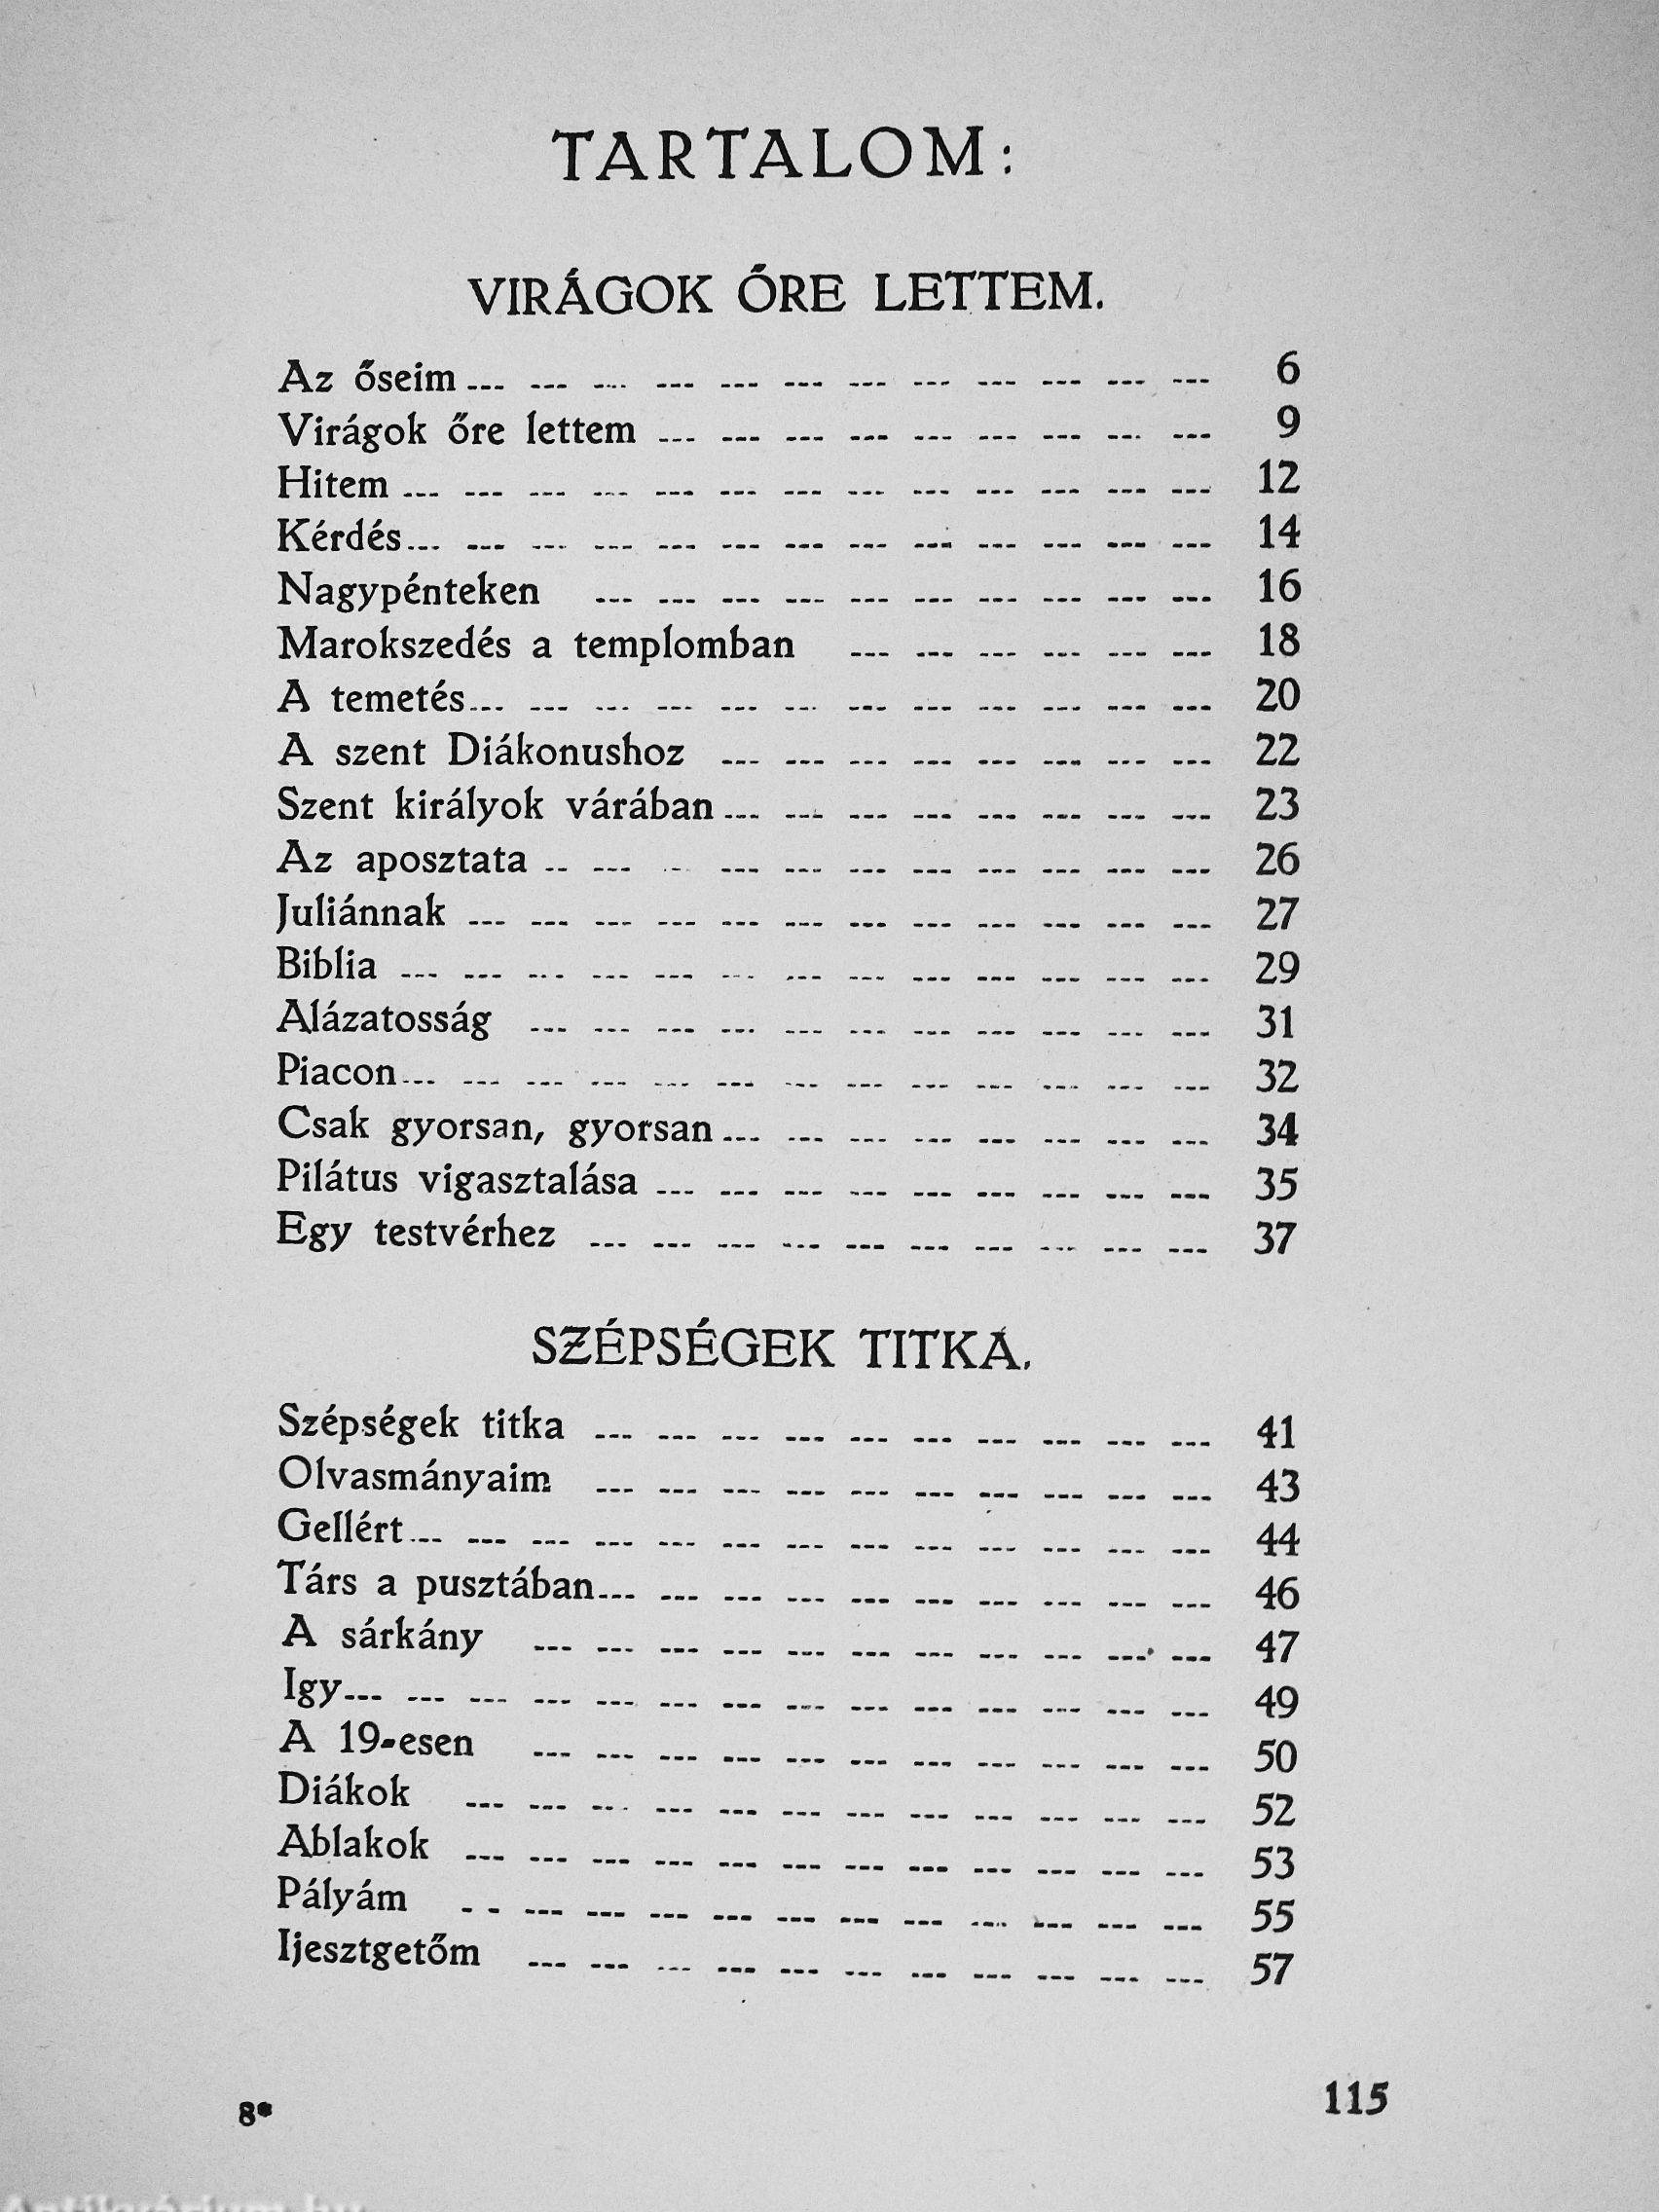 TARTALOM:
VIRÁGOK ŐRE LETTEM.
Az őseim 6
Virágok őre lettem 9
Hitem 12
Kérdés 14
Nagypénteken 16
Marokszedés a templomban 18
A temetés 20
A szent Diákonushoz 22
Szent királyok várában 23
Az aposztata 26
Juliánnak 27
Biblia 29
Alázatosság 31
Piacon 32
Csak gyorsan, gyorsan 34
Pilátus vigasztalása 35
Egy testvérhez 37
SZÉPSÉGEK TITKA.
Szépségek titka 41
Olvasmányaim 43
Gellért 44
Társ a pusztában 46
A sárkány 47
Igy 49
A 19-esen 50
Diákok 52
Ablakok 53
Pályám 55
Ijesztgetőm 57
8* 115